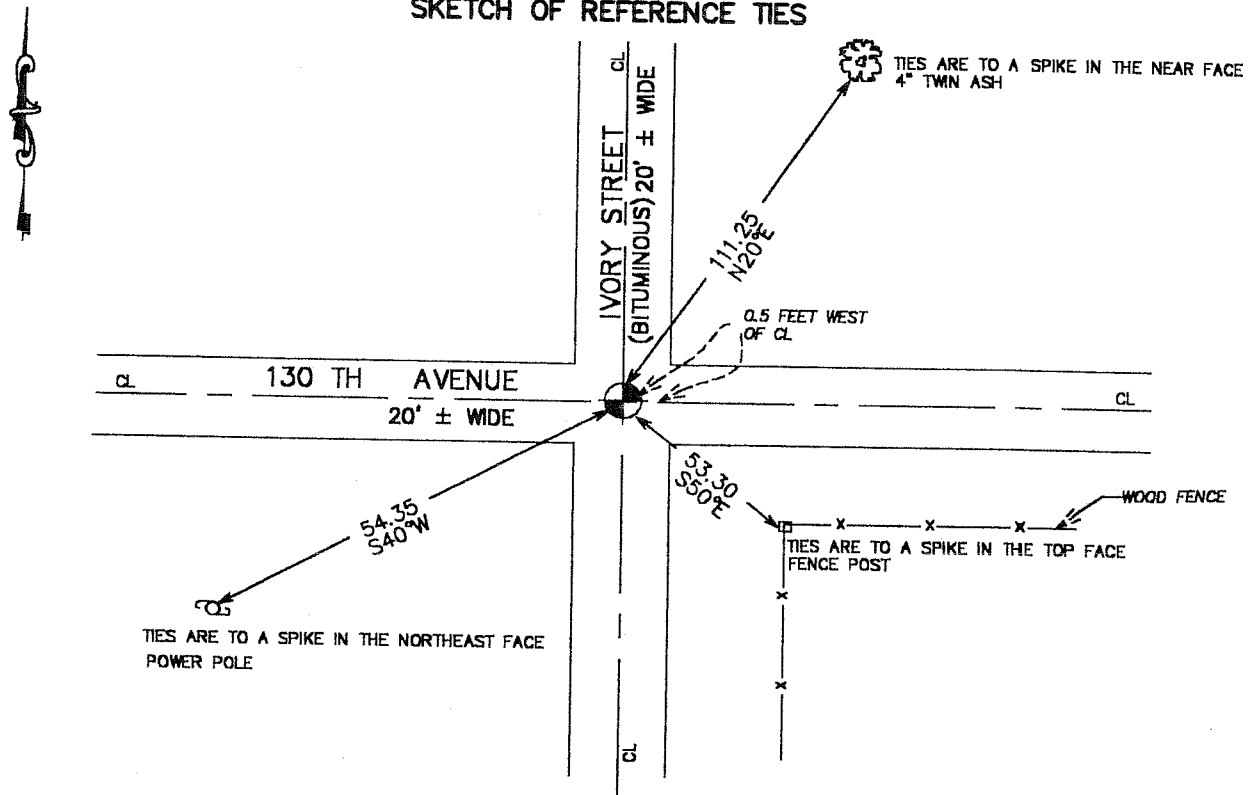 SKETCH OF REFERENCE TIES
CL
4"
TIES ARE TO A SPIKE IN THE NEAR FACE
4" TWIN ASH
IVORY STREET
(BITUMINOUS) 20' ± WIDE
111.25
N20°E
0.5 FEET WEST
OF CL
CL
130 TH AVENUE
20' ± WIDE
CL
53.30
S50°E
WOOD FENCE
54.35
S40°W
TIES ARE TO A SPIKE IN THE TOP FACE
FENCE POST
TIES ARE TO A SPIKE IN THE NORTHEAST FACE
POWER POLE
CL